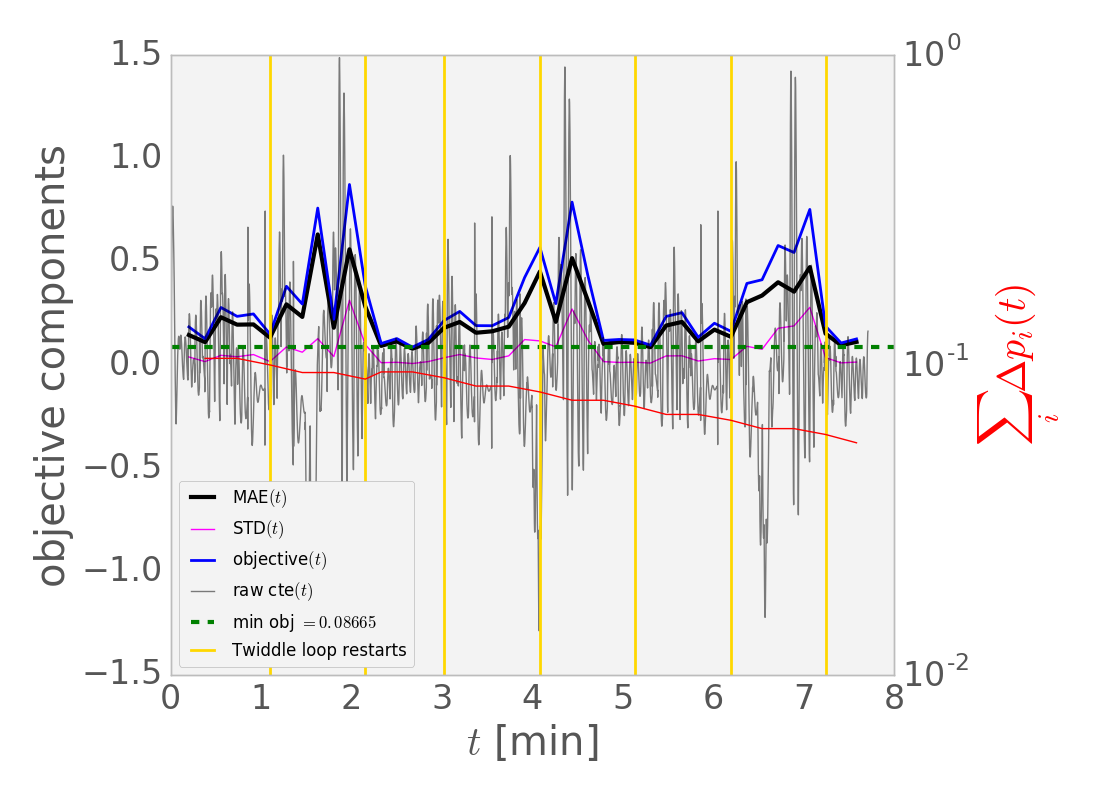 1.5
1.0
0.5
0.0
−0.5
−1.0
−1.5
objective components
10^0
10^-1
10^-2
∑_i Δp_i(t)
MAE(t)
STD(t)
objective(t)
raw cte(t)
min obj = 0.08665
Twiddle loop restarts
0 1 2 3 4 5 6 7 8
t [min]